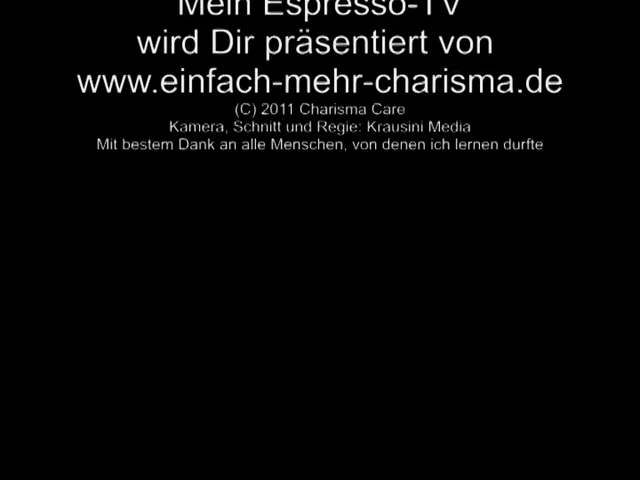 Mein Espresso-TV
wird Dir präsentiert von
www.einfach-mehr-charisma.de
(C) 2011 Charisma Care
Kamera, Schnitt und Regie: Krausini Media
Mit bestem Dank an alle Menschen, von denen ich lernen durfte